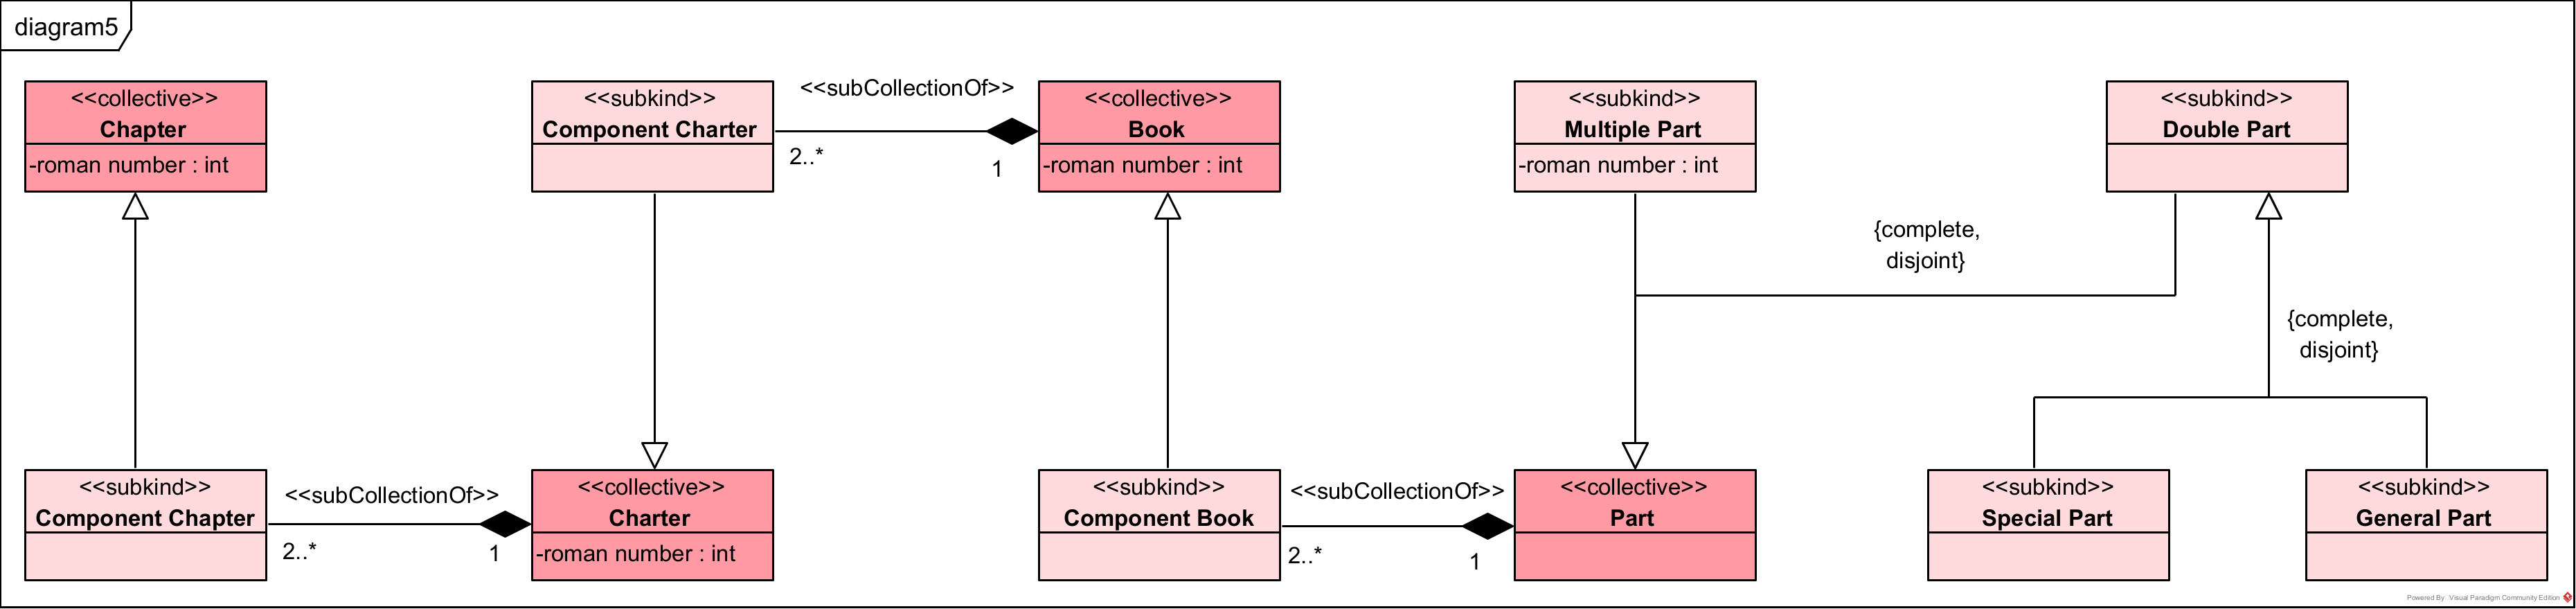 diagram5
<<collective>>
Chapter
-roman number : int
<<subkind>>
Component Charter
<<subCollectionOf>>
2..*
1
<<collective>>
Book
-roman number : int
<<subkind>>
Multiple Part
-roman number : int
<<subkind>>
Double Part
{complete,
disjoint}
{complete,
disjoint}
<<subkind>>
Component Chapter
<<subCollectionOf>>
2..*
1
<<collective>>
Charter
-roman number : int
<<subkind>>
Component Book
<<subCollectionOf>>
2..*
1
<<collective>>
Part
<<subkind>>
Special Part
<<subkind>>
General Part
Powered By: Visual Paradigm Community Edition